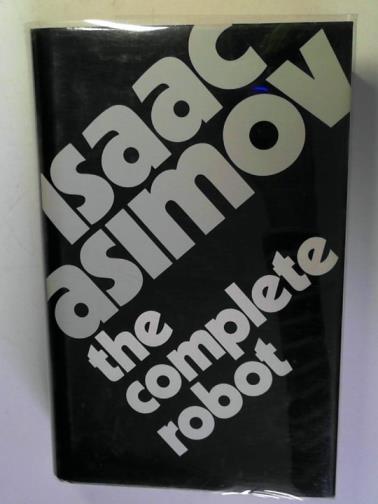 Isaac
asimov
the
complete
robot